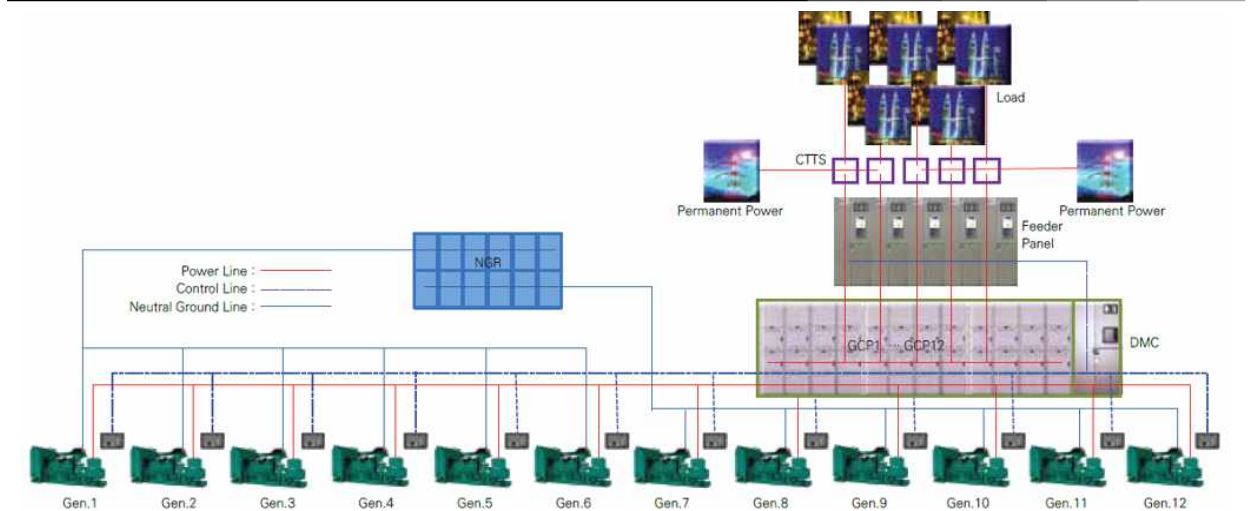 Load
CTTS
Permanent Power
Permanent Power
Feeder
Panel
NGR
Power Line :
Control Line :
Neutral Ground Line :
GCP1 ··· GCP12
DMC
Gen.1
Gen.2
Gen.3
Gen.4
Gen.5
Gen.6
Gen.7
Gen.8
Gen.9
Gen.10
Gen.11
Gen.12